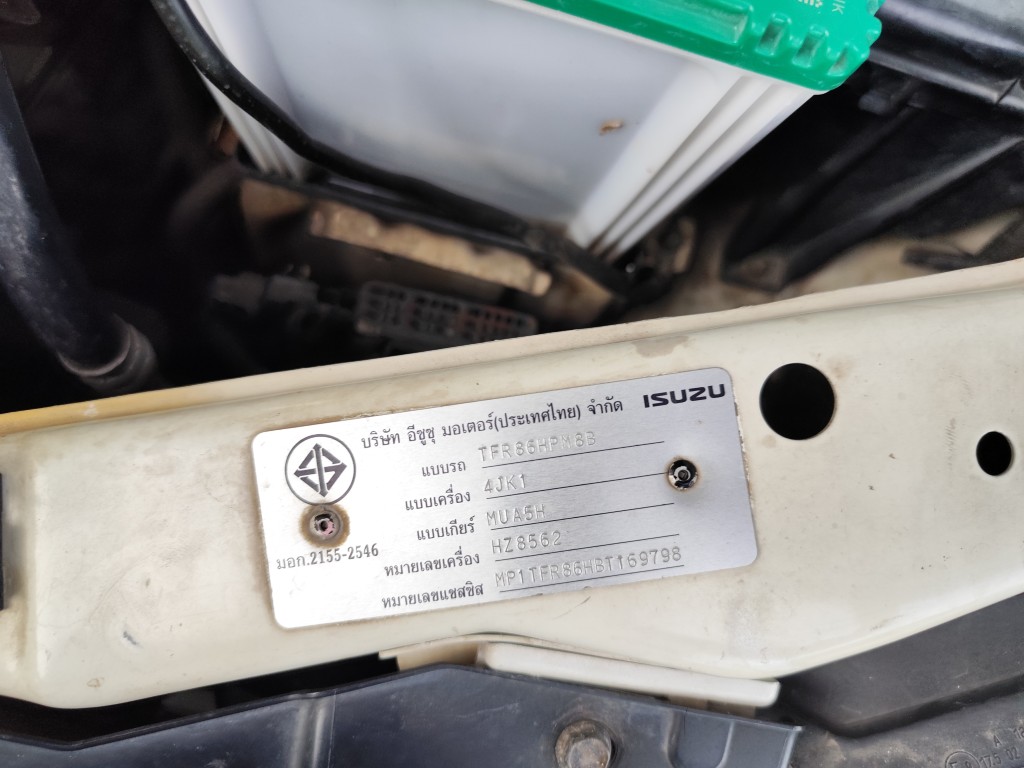 บริษัท อีซูซุ มอเตอร์(ประเทศไทย) จำกัด ISUZU
แบบรถ TFR86HPM8B
แบบเครื่อง 4JK1
แบบเกียร์ MUA5H
มอก.2155-2546
หมายเลขเครื่อง HZ8562
หมายเลขแชสซิส MP1TFR86HBT169798